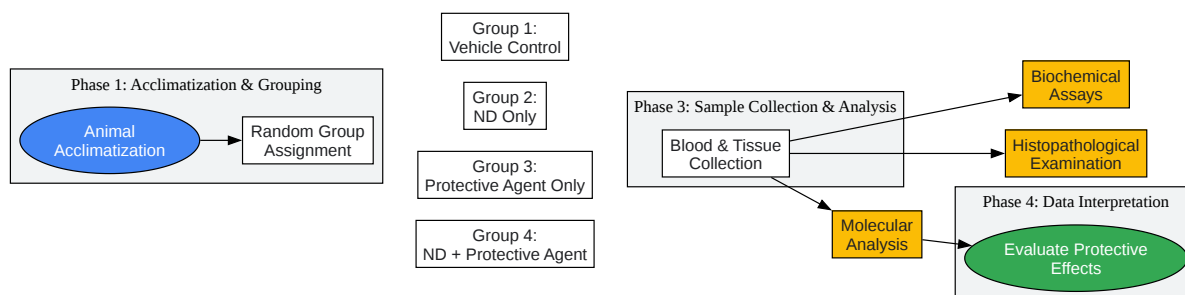 Phase 1: Acclimatization & Grouping
Animal
Acclimatization
Random Group
Assignment
Group 1:
Vehicle Control
Group 2:
ND Only
Group 3:
Protective Agent Only
Group 4:
ND + Protective Agent
Phase 3: Sample Collection & Analysis
Blood & Tissue
Collection
Biochemical
Assays
Histopathological
Examination
Molecular
Analysis
Phase 4: Data Interpretation
Evaluate Protective
Effects